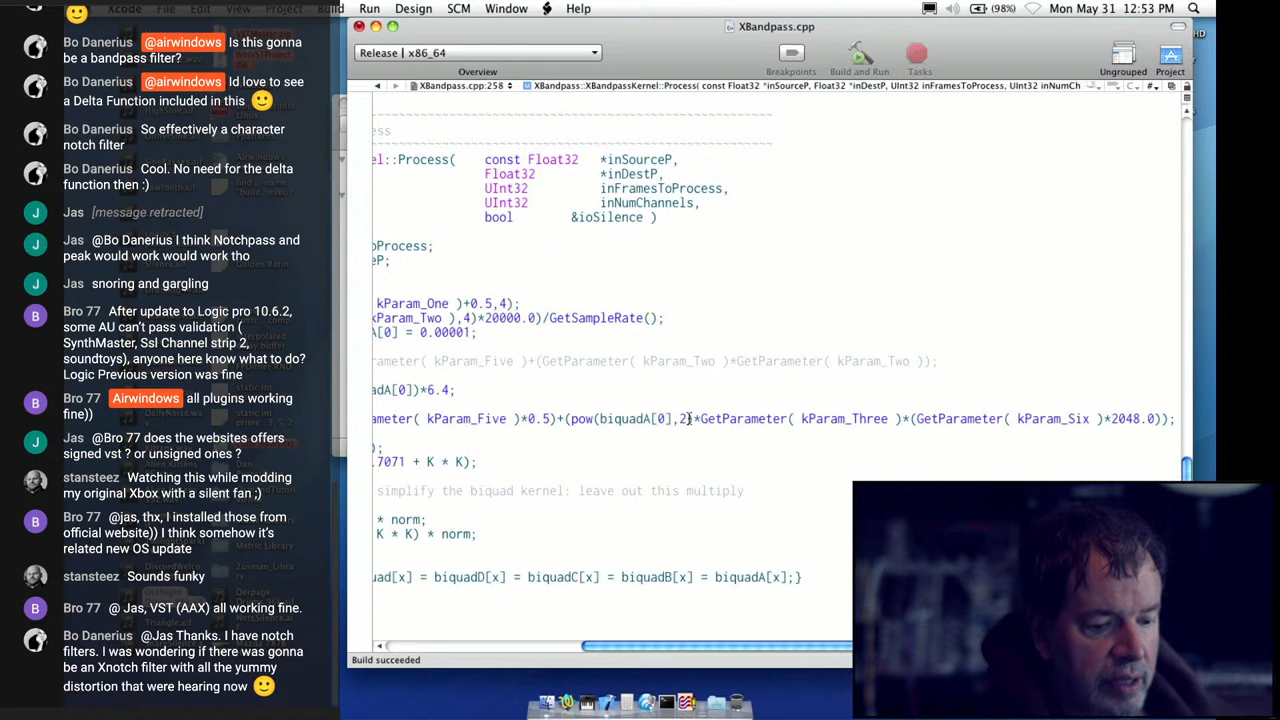 Xcode File Edit View Project Build Run Design SCM Window Help (98%) Mon May 31 12:53 PM
Bo Danerius @airwindows Is this gonna
be a bandpass filter?
Bo Danerius @airwindows Id love to see
a Delta Function included in this
Bo Danerius So effectively a character
notch filter
Bo Danerius Cool. No need for the delta
function then :)
J Jas [message retracted]
J Jas @Bo Danerius I think Notchpass and
peak would work would work tho
J Jas snoring and gargling
B Bro 77 After update to Logic pro 10.6.2,
some AU can't pass validation (
SynthMaster, Ssl Channel strip 2,
soundtoys), anyone here know what to do?
Logic Previous version was fine
B Bro 77 Airwindows all plugins working
fine))
J Jas @Bro 77 does the websites offers
signed vst ? or unsigned ones ?
stansteez Watching this while modding
my original Xbox with a silent fan ;)
B Bro 77 @jas, thx, I installed those from
official website)) I think somehow it's
related new OS update
stansteez Sounds funky
B Bro 77 @ Jas, VST (AAX) all working fine.
Bo Danerius @Jas Thanks. I have notch
filters. I was wondering if there was gonna
be an Xnotch filter with all the yummy
distortion that were hearing now
XBandpass.cpp
Release | x86_64
Overview
Breakpoints
Build and Run
Tasks
Ungrouped
Project
XBandpass.cpp:258 XBandpass::XBandpassKernel::Process( const Float32 *inSourceP, Float32 *inDestP, UInt32 inFramesToProcess, UInt32 inNumCh
ess
el::Process( const Float32 *inSourceP,
Float32 *inDestP,
UInt32 inFramesToProcess,
UInt32 inNumChannels,
bool &ioSilence )
oProcess;
eP;
kParam_One )+0.5,4);
kParam_Two ),4)*20000.0)/GetSampleRate();
A[0] = 0.00001;
arameter( kParam_Five )+(GetParameter( kParam_Two )*GetParameter( kParam_Two ));
adA[0])*6.4;
ameter( kParam_Five )*0.5)+(pow(biquadA[0],2)*GetParameter( kParam_Three )*(GetParameter( kParam_Six )*2048.0));
);
.7071 + K * K);
simplify the biquad kernel: leave out this multiply
* norm;
K * K) * norm;
uad[x] = biquadD[x] = biquadC[x] = biquadB[x] = biquadA[x];}
Build succeeded